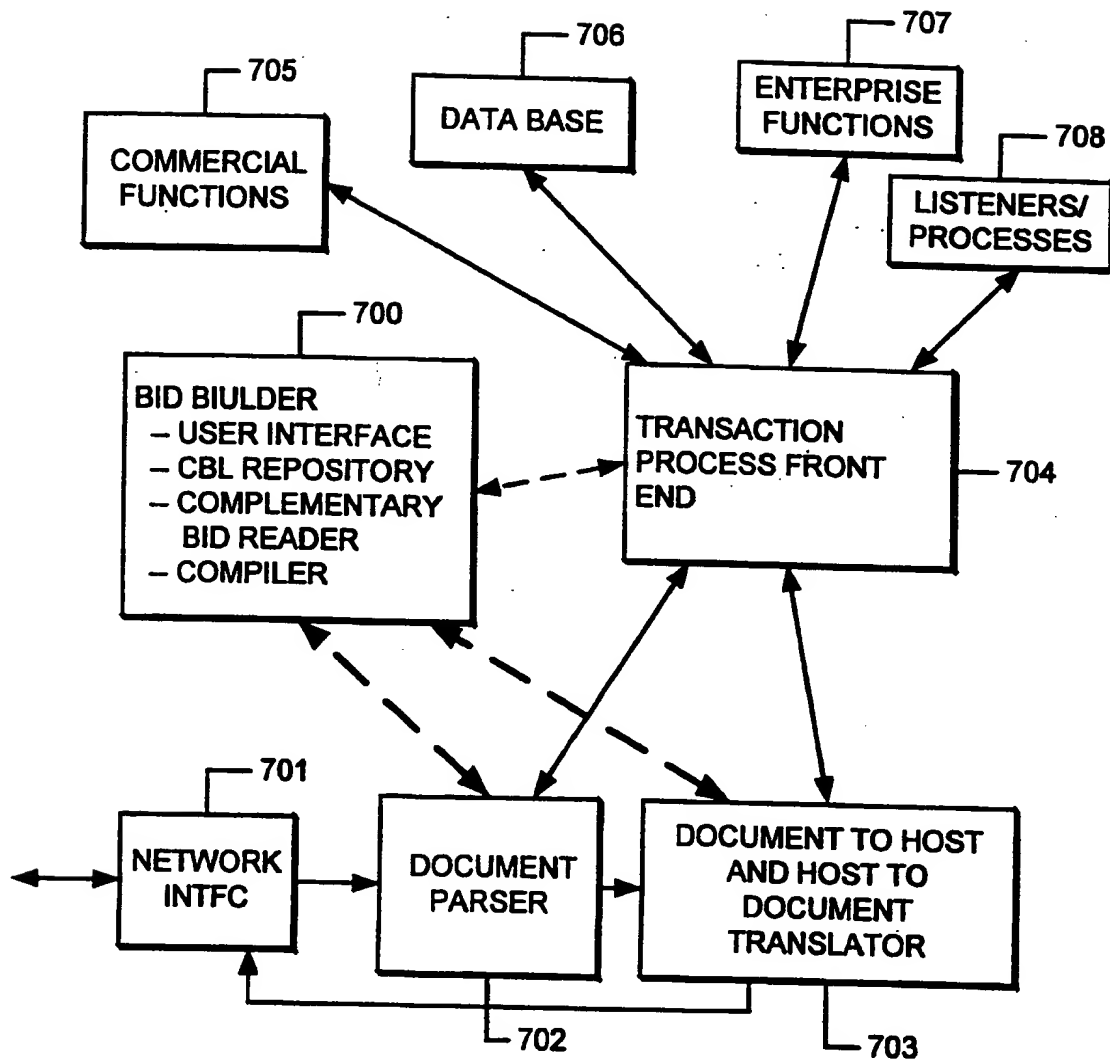 706
707
705
DATA BASE
ENTERPRISE
FUNCTIONS
708
COMMERCIAL
FUNCTIONS
LISTENERS/
PROCESSES
700
BID BIULDER
– USER INTERFACE
– CBL REPOSITORY
– COMPLEMENTARY
BID READER
– COMPILER
TRANSACTION
PROCESS FRONT
END
704
701
NETWORK
INTFC
DOCUMENT
PARSER
DOCUMENT TO HOST
AND HOST TO
DOCUMENT
TRANSLATOR
702
703